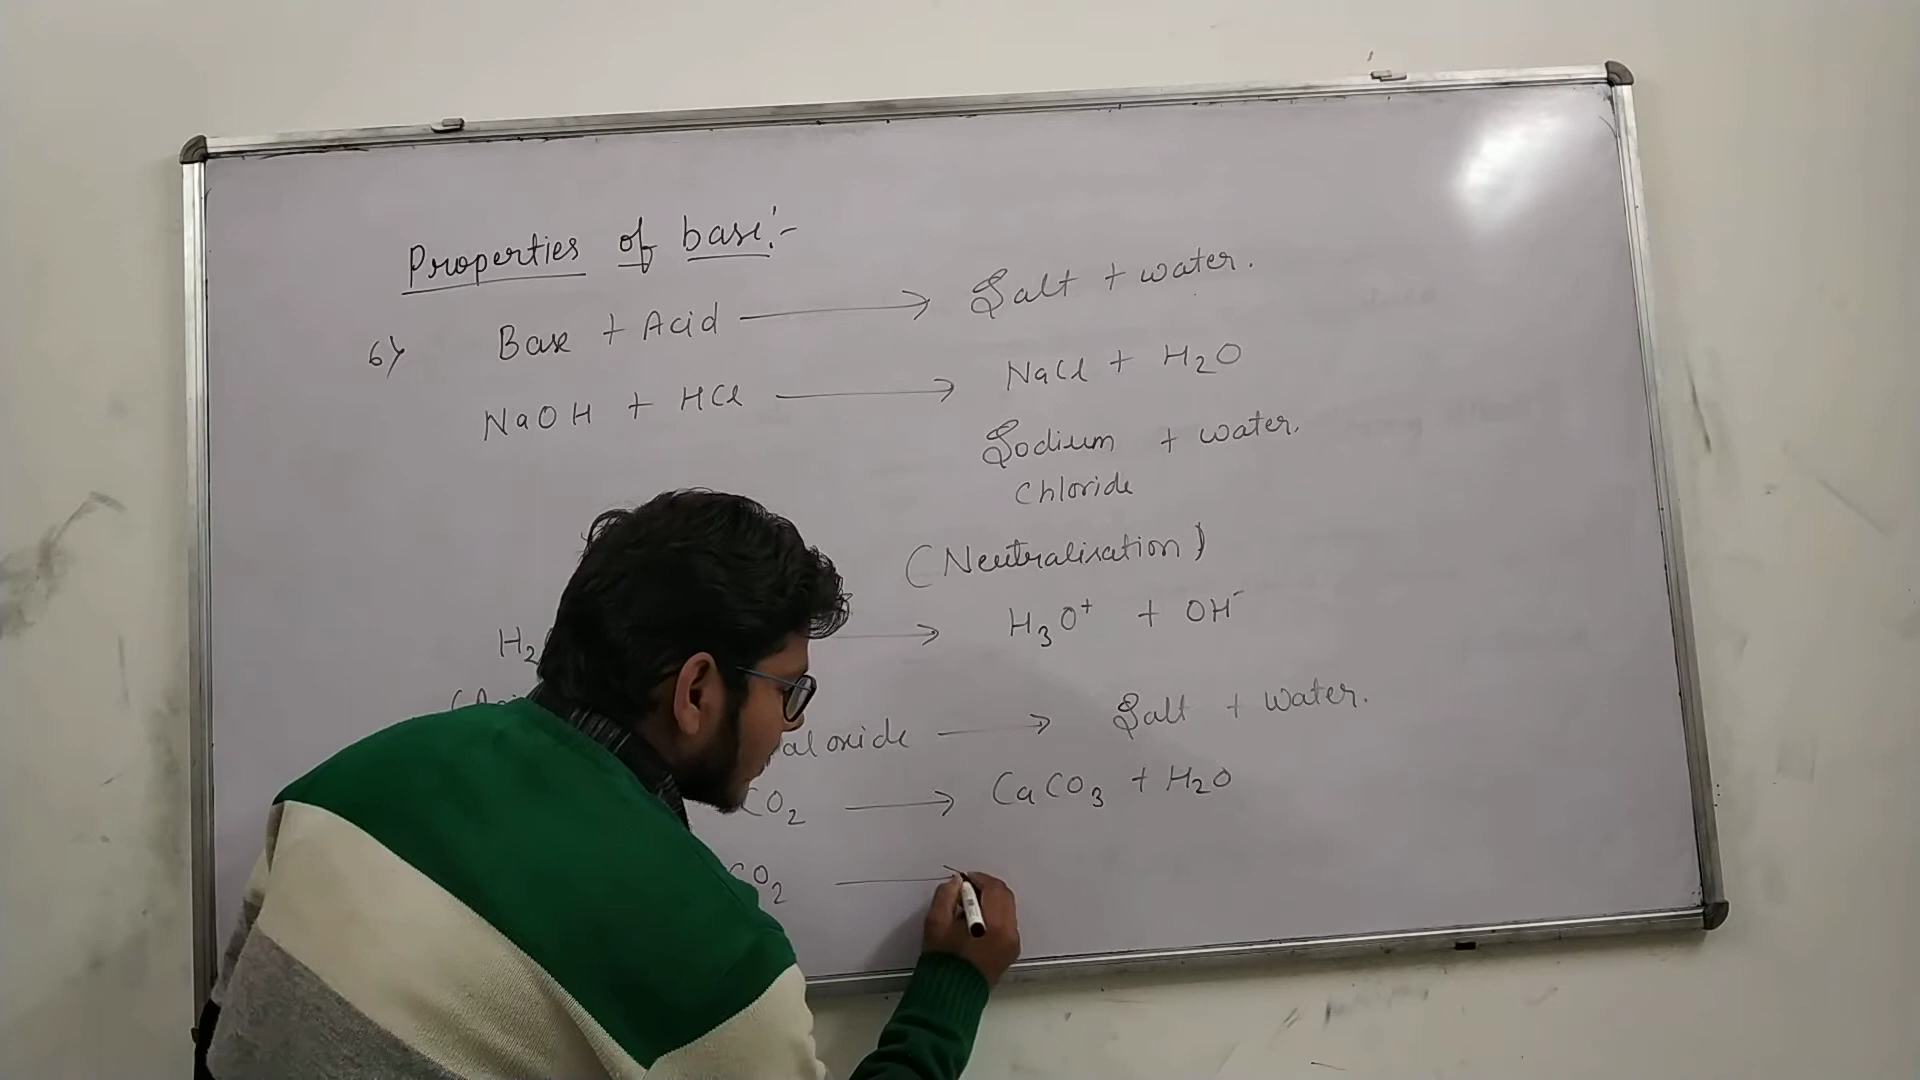 Properties of base:-
6) Base + Acid ⟶ Salt + water.
NaOH + HCl ⟶ NaCl + H₂O
Sodium + water.
Chloride
(Neutralisation)
H₂ ⟶ H₃O⁺ + OH⁻
al oxide ⟶ Salt + water.
CO₂ ⟶ CaCO₃ + H₂O
CO₂ ⟶